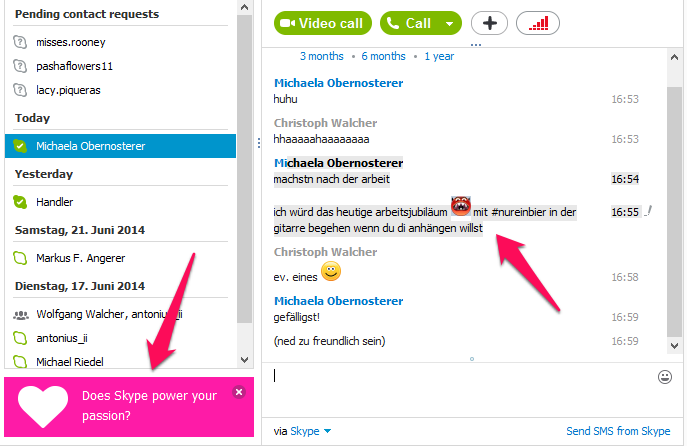 Pending contact requests
misses.rooney
pashaflowers11
lacy.piqueras
Today
Michaela Obernosterer
Yesterday
Handler
Samstag, 21. Juni 2014
Markus F. Angerer
Dienstag, 17. Juni 2014
Wolfgang Walcher, antonius_ii
antonius_ii
Michael Riedel
Does Skype power your
passion?
Video call
Call
3 months • 6 months • 1 year
Michaela Obernosterer
huhu 16:53
Christoph Walcher
hhaaaaahaaaaaaaa 16:53
Michaela Obernosterer
machstn nach der arbeit 16:54
ich würd das heutige arbeitsjubiläum mit #nureinbier in der 16:55
gitarre begehen wenn du di anhängen willst
Christoph Walcher
ev. eines 16:58
Michaela Obernosterer
gefälligst! 16:59
(ned zu freundlich sein) 16:59
via Skype
Send SMS from Skype